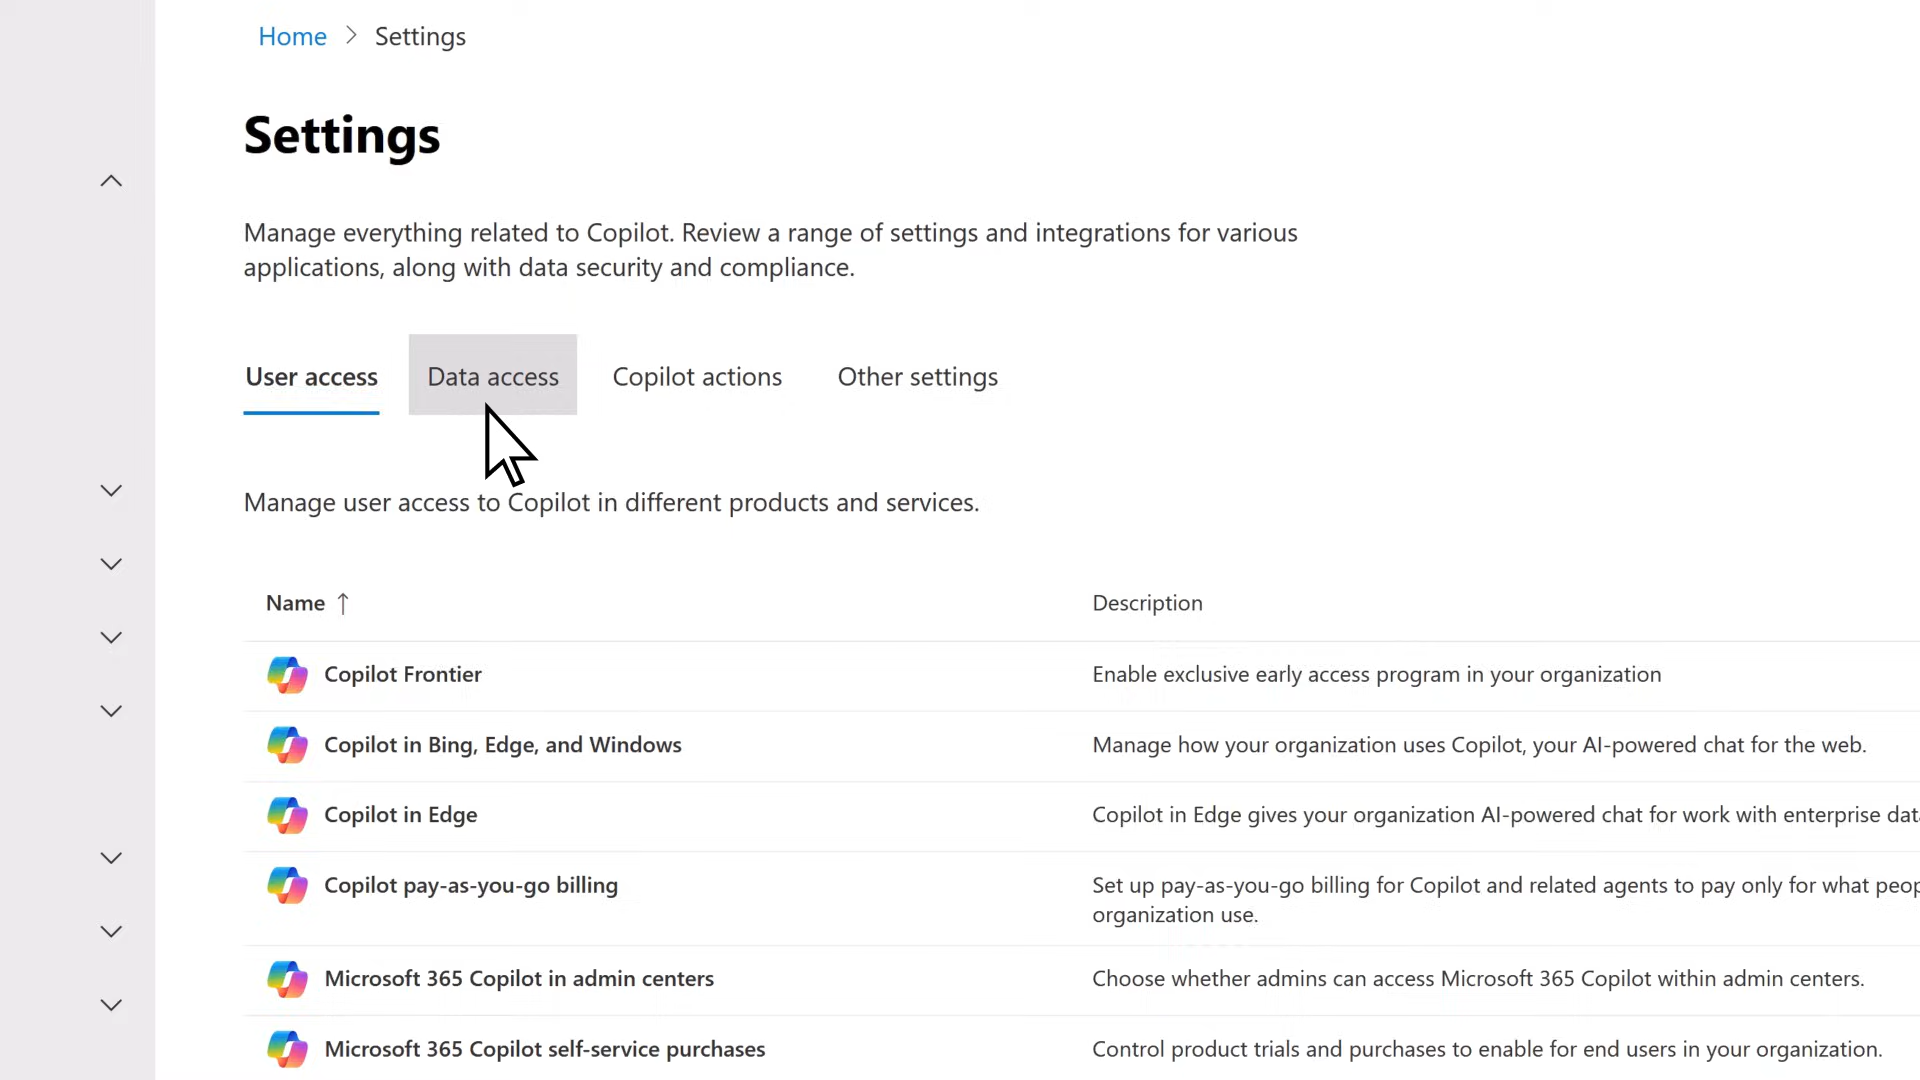 Home > Settings
Settings
Manage everything related to Copilot. Review a range of settings and integrations for various
applications, along with data security and compliance.
User access Data access Copilot actions Other settings
Manage user access to Copilot in different products and services.
Name ↑ Description
Copilot Frontier Enable exclusive early access program in your organization
Copilot in Bing, Edge, and Windows Manage how your organization uses Copilot, your AI-powered chat for the web.
Copilot in Edge Copilot in Edge gives your organization AI-powered chat for work with enterprise
Copilot pay-as-you-go billing Set up pay-as-you-go billing for Copilot and related agents to pay only for what
organization use.
Microsoft 365 Copilot in admin centers Choose whether admins can access Microsoft 365 Copilot within admin centers.
Microsoft 365 Copilot self-service purchases Control product trials and purchases to enable for end users in your organization.